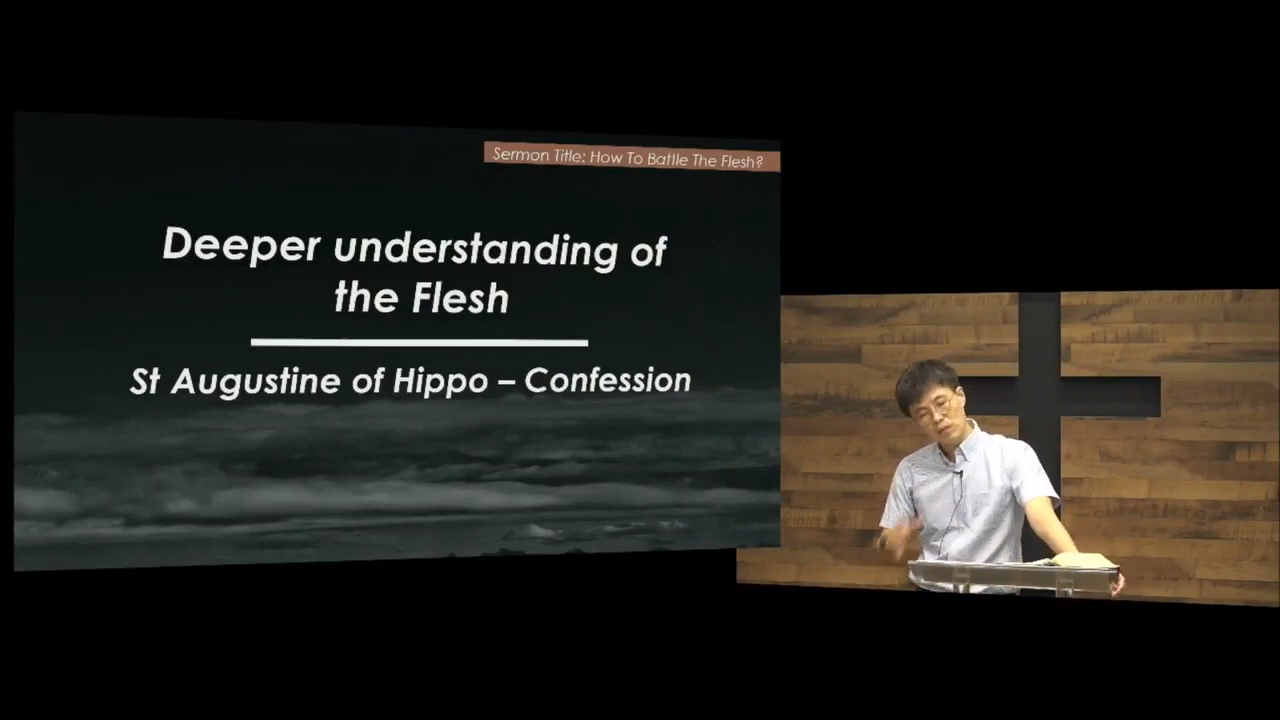 Sermon Title: How To Battle The Flesh?
Deeper understanding of
the Flesh
St Augustine of Hippo – Confession